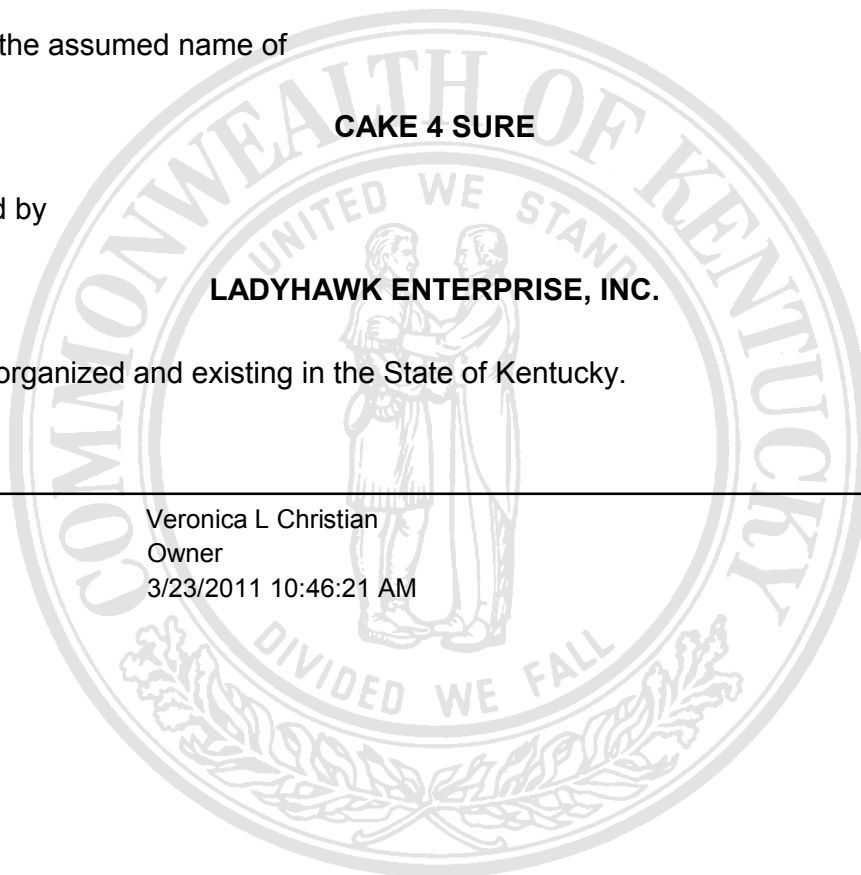 the assumed name of
CAKE 4 SURE
d by
LADYHAWK ENTERPRISE, INC.
organized and existing in the State of Kentucky.
Veronica L Christian
Owner
3/23/2011 10:46:21 AM
COMMONWEALTH OF KENTUCKY
UNITED WE STAND
DIVIDED WE FALL